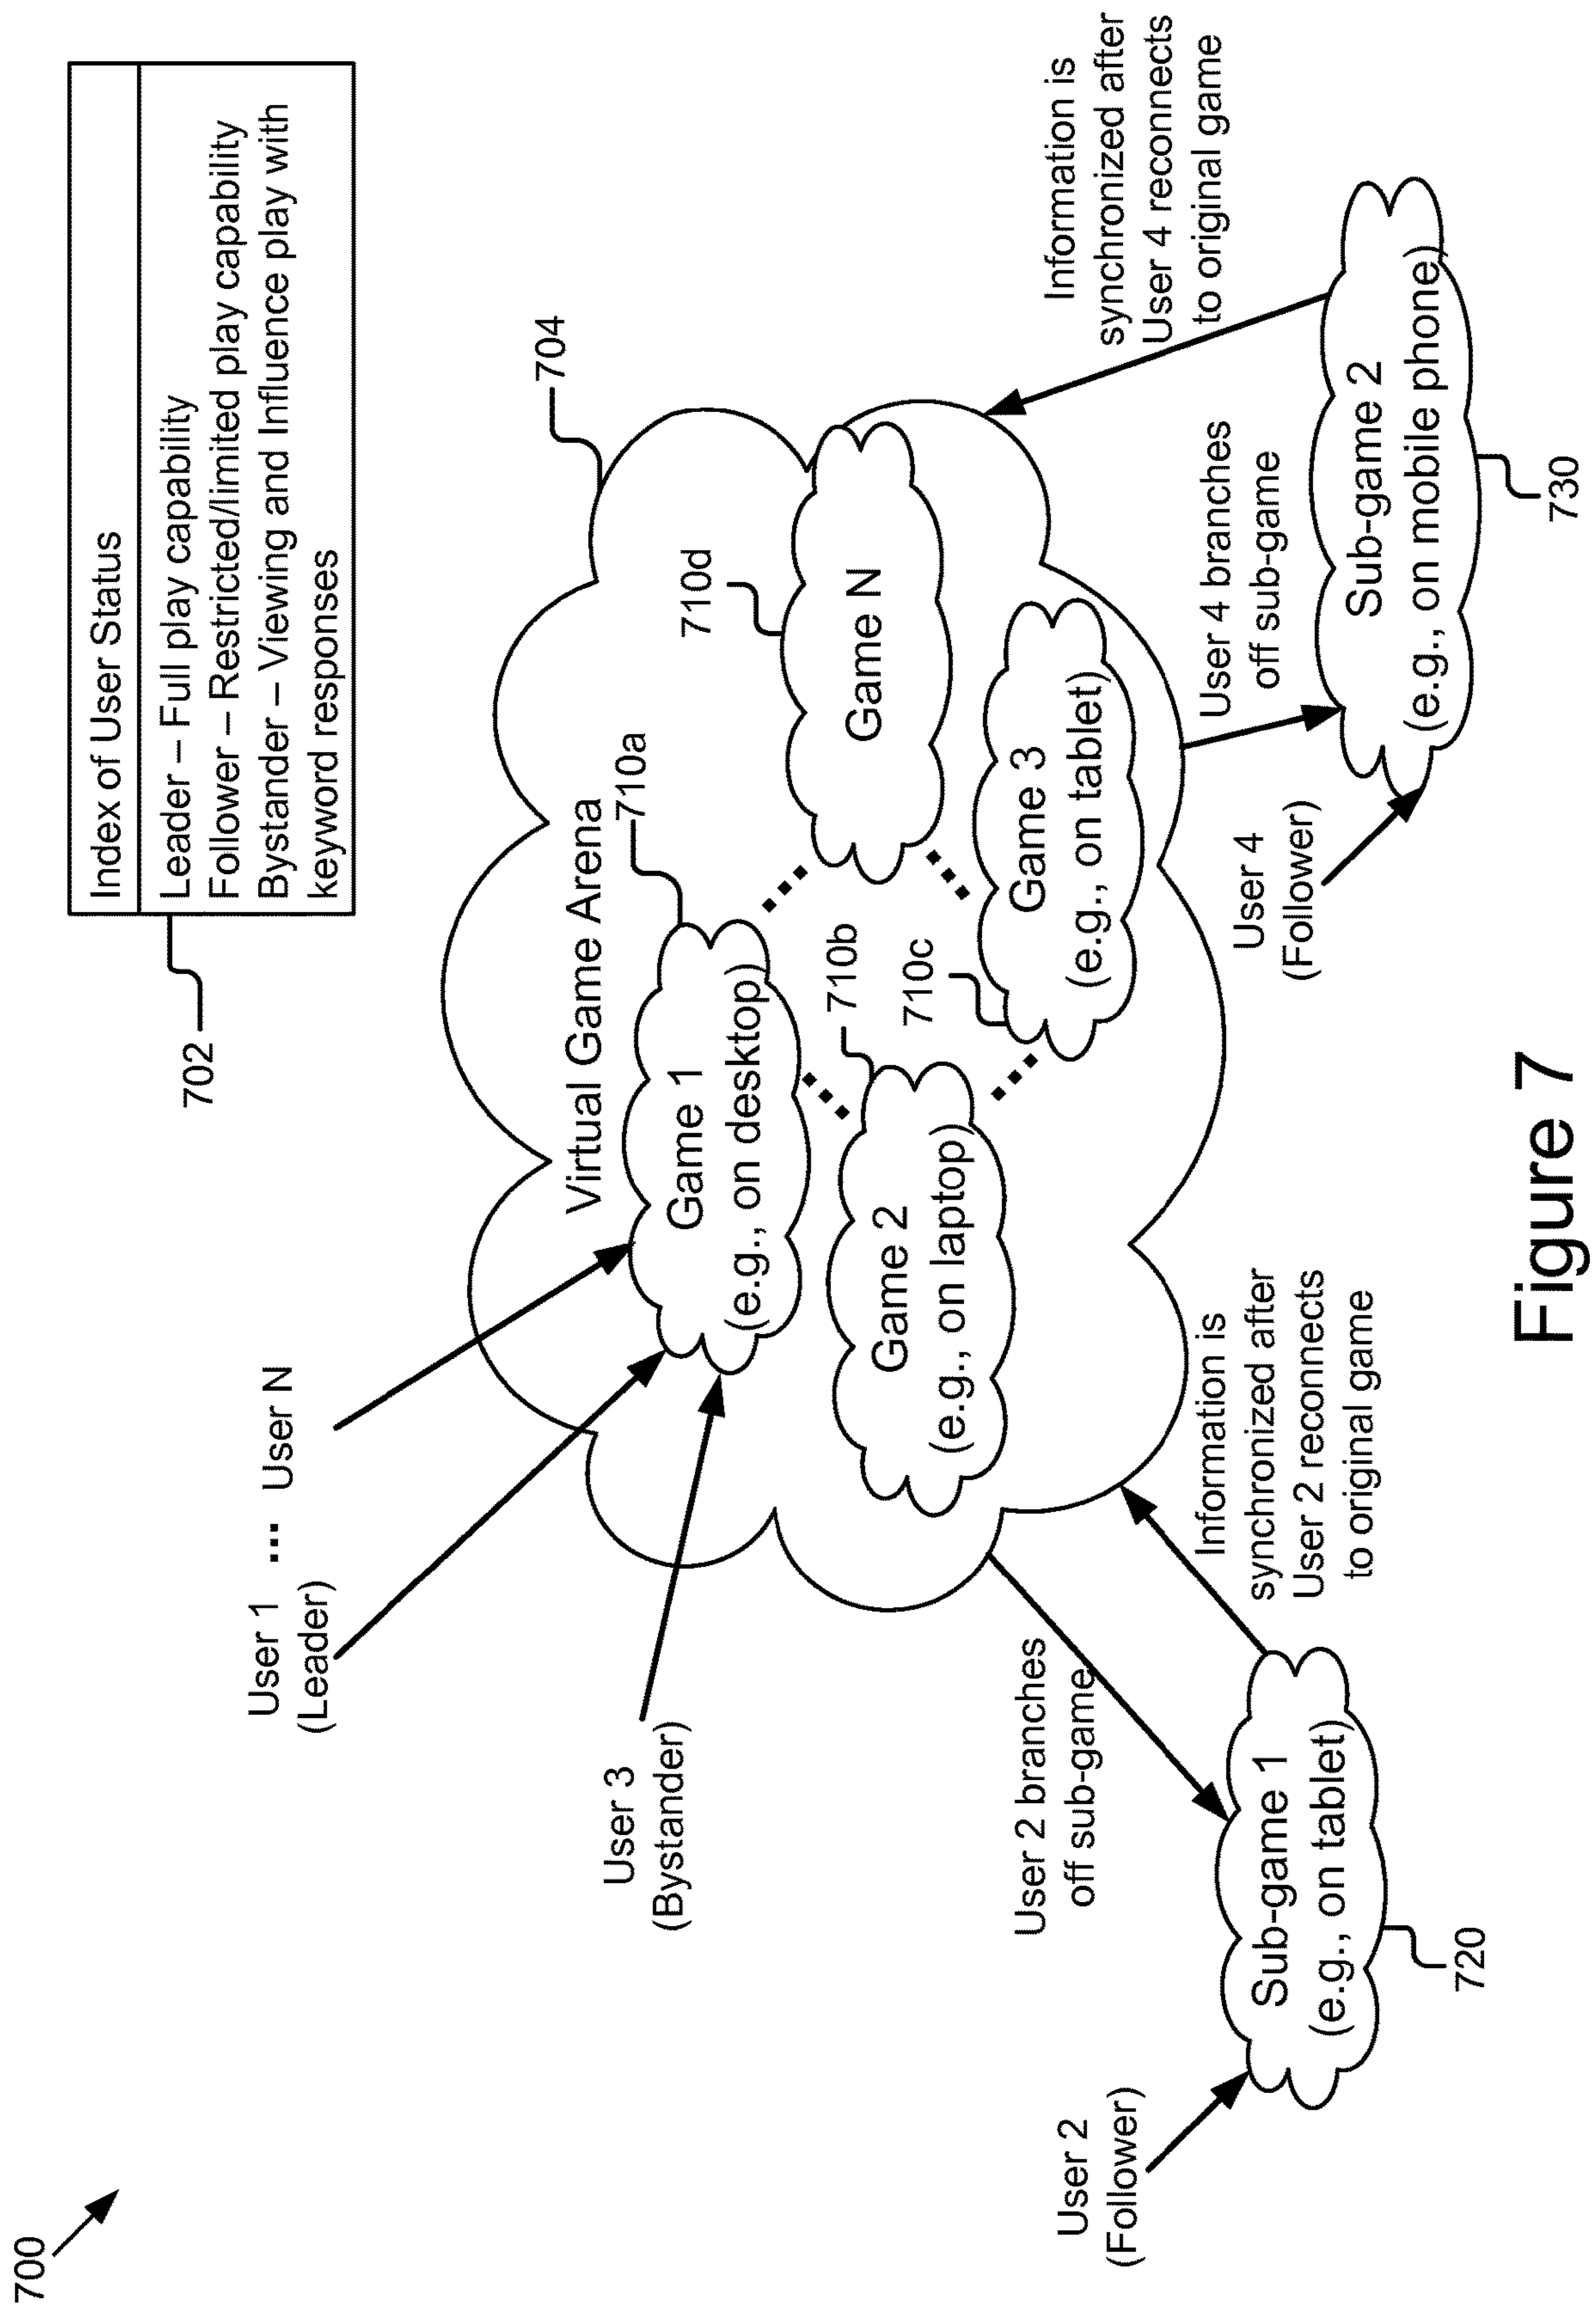 700
Index of User Status
Leader – Full play capability
Follower – Restricted/limited play capability
Bystander – Viewing and Influence play with
keyword responses
702
User 1 ... User N
(Leader)
704
Virtual Game Arena
710a
Game 1
(e.g., on desktop)
User 3
(Bystander)
710d
Game N
710b
Game 2
(e.g., on laptop)
710c
Game 3
(e.g., on tablet)
User 2 branches
off sub-game
User 2
(Follower)
Sub-game 1
(e.g., on tablet)
720
Information is
synchronized after
User 2 reconnects
to original game
User 4 branches
off sub-game
User 4
(Follower)
Information is
synchronized after
User 4 reconnects
to original game
Sub-game 2
(e.g., on mobile phone)
730
Figure 7